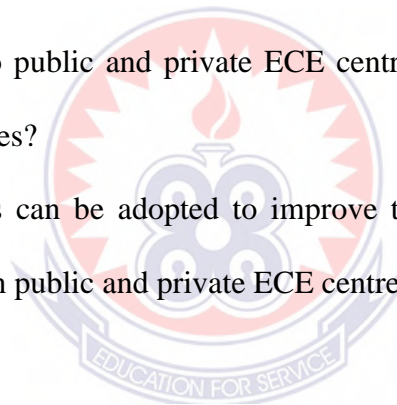 public and private ECE centr
es?
can be adopted to improve t
n public and private ECE centre
EDUCATION FOR SERVICE